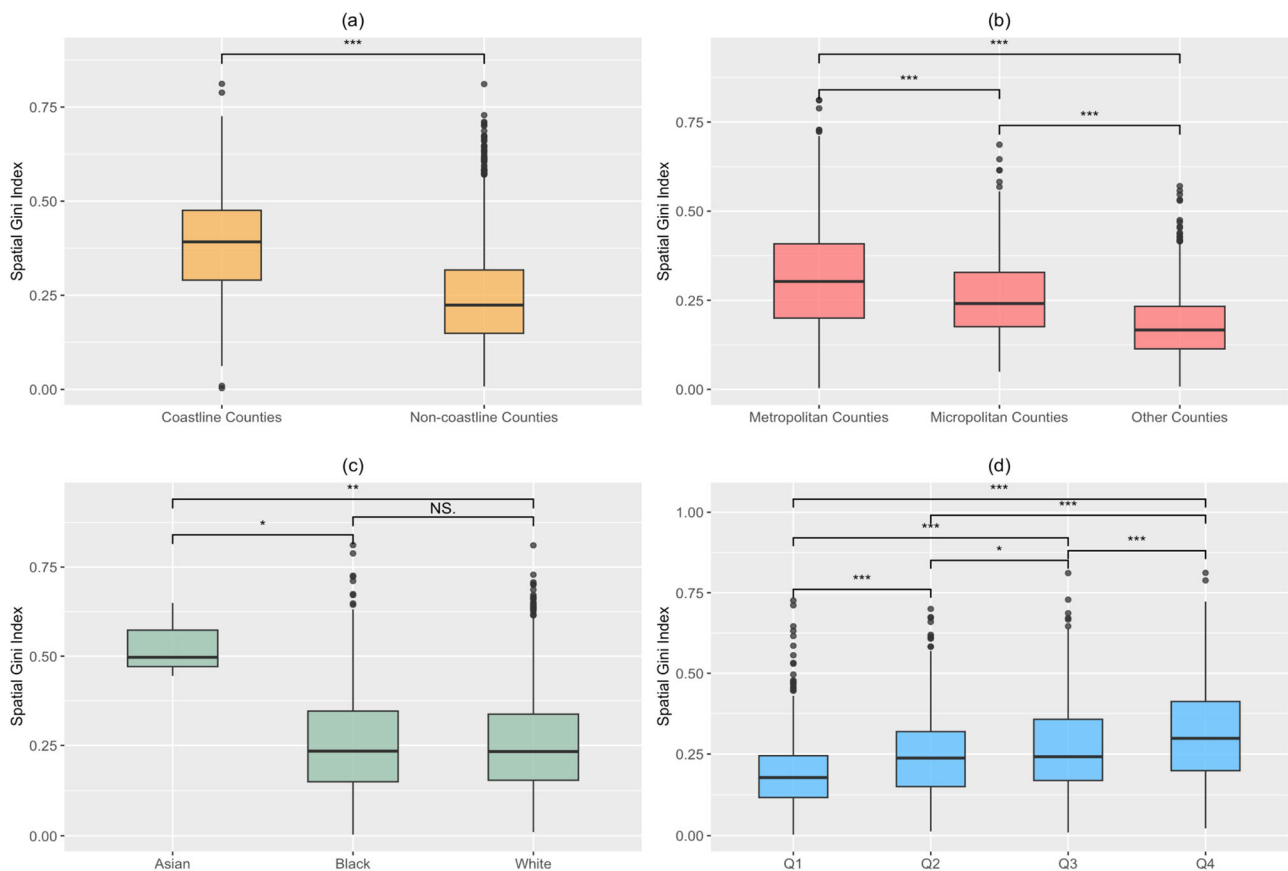 (a)
***
Spatial Gini Index
0.75
0.50
0.25
0.00
Coastline Counties
Non-coastline Counties
(b)
***
***
***
Spatial Gini Index
0.75
0.50
0.25
0.00
Metropolitan Counties
Micropolitan Counties
Other Counties
(c)
**
NS.
*
Spatial Gini Index
0.75
0.50
0.25
0.00
Asian
Black
White
(d)
***
***
***
*
***
***
Spatial Gini Index
1.00
0.75
0.50
0.25
0.00
Q1
Q2
Q3
Q4